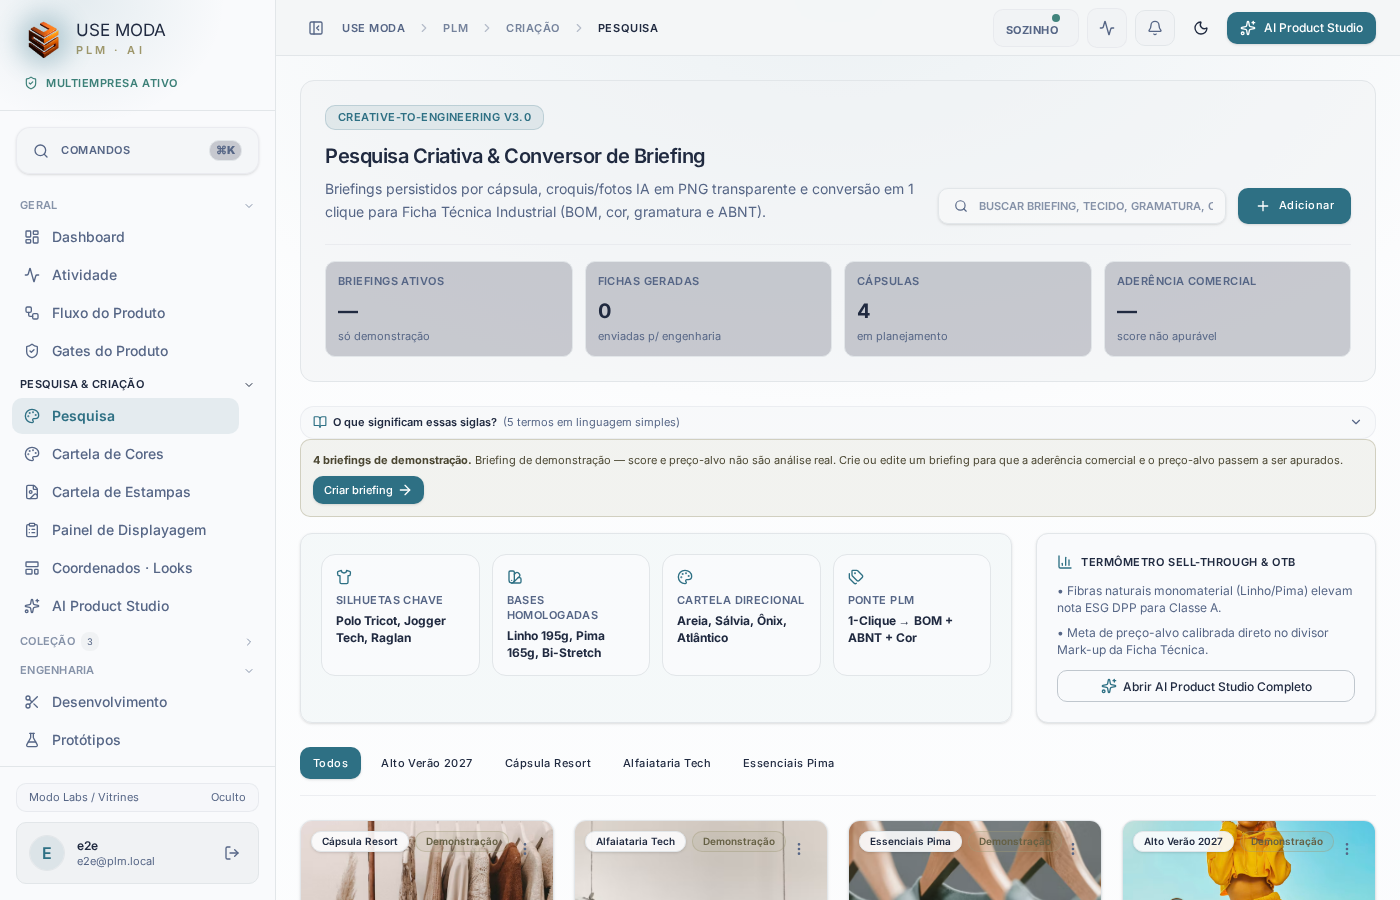 USE MODA
PLM · AI
MULTIEMPRESA ATIVO
COMANDOS
⌘K
GERAL
Dashboard
Atividade
Fluxo do Produto
Gates do Produto
PESQUISA & CRIAÇÃO
Pesquisa
Cartela de Cores
Cartela de Estampas
Painel de Displayagem
Coordenados · Looks
AI Product Studio
COLEÇÃO 3
ENGENHARIA
Desenvolvimento
Protótipos
Modo Labs / Vitrines Oculto
E
e2e
e2e@plm.local
USE MODA PLM CRIAÇÃO PESQUISA
SOZINHO
AI Product Studio
CREATIVE-TO-ENGINEERING V3.0
Pesquisa Criativa & Conversor de Briefing
Briefings persistidos por cápsula, croquis/fotos IA em PNG transparente e conversão em 1
clique para Ficha Técnica Industrial (BOM, cor, gramatura e ABNT).
BUSCAR BRIEFING, TECIDO, GRAMATURA,
Adicionar
BRIEFINGS ATIVOS
—
só demonstração
FICHAS GERADAS
0
enviadas p/ engenharia
CÁPSULAS
4
em planejamento
ADERÊNCIA COMERCIAL
—
score não apurável
O que significam essas siglas? (5 termos em linguagem simples)
4 briefings de demonstração. Briefing de demonstração — score e preço-alvo não são análise real. Crie ou edite um briefing para que a aderência comercial e o preço-alvo passem a ser apurados.
Criar briefing
SILHUETAS CHAVE
Polo Tricot, Jogger
Tech, Raglan
BASES
HOMOLOGADAS
Linho 195g, Pima
165g, Bi-Stretch
CARTELA DIRECIONAL
Areia, Sálvia, Ônix,
Atlântico
PONTE PLM
1-Clique → BOM +
ABNT + Cor
TERMÔMETRO SELL-THROUGH & OTB
• Fibras naturais monomaterial (Linho/Pima) elevam
nota ESG DPP para Classe A.
• Meta de preço-alvo calibrada direto no divisor
Mark-up da Ficha Técnica.
Abrir AI Product Studio Completo
Todos
Alto Verão 2027
Cápsula Resort
Alfaiataria Tech
Essenciais Pima
Cápsula Resort Demonstração
Alfaiataria Tech Demonstração
Essenciais Pima Demonstração
Alto Verão 2027 Demonstração